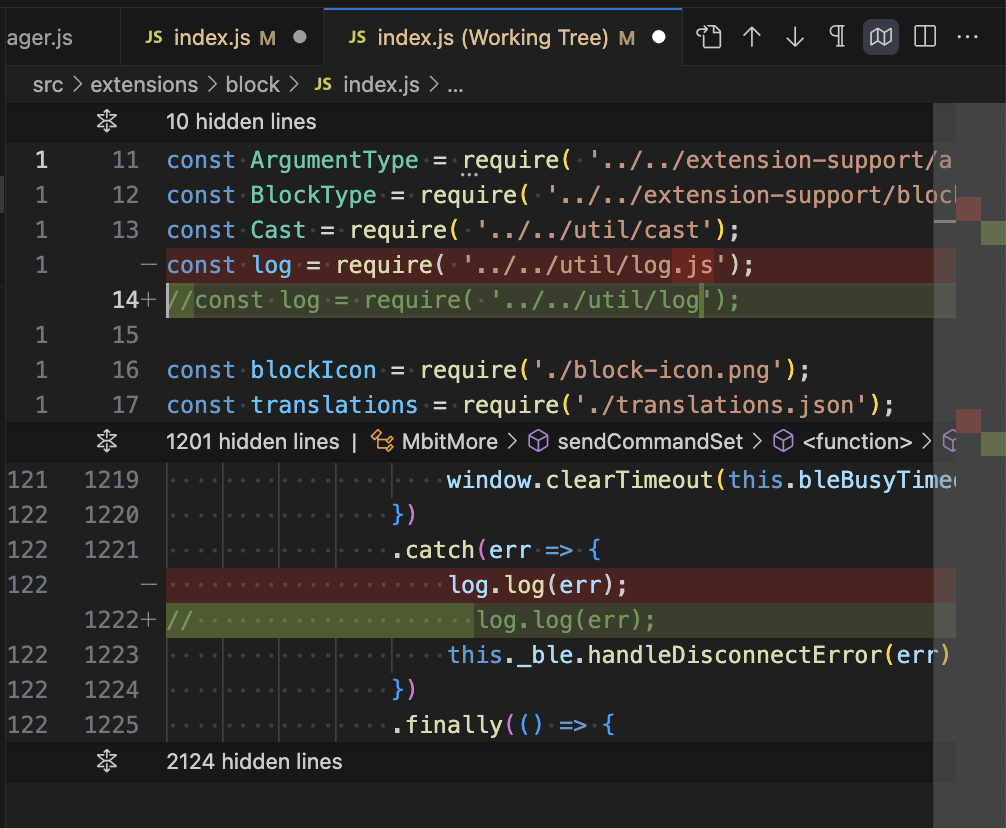 ager.js JS index.js M JS index.js (Working Tree) M
src > extensions > block > JS index.js > ...
10 hidden lines
1 11 const ArgumentType = require( '../../extension-support/a
1 12 const BlockType = require( '../../extension-support/bloc
1 13 const Cast = require( '../../util/cast');
1 — const log = require( '../../util/log.js');
14+ //const log = require( '../../util/log');
1 15
1 16 const blockIcon = require('./block-icon.png');
1 17 const translations = require('./translations.json');
1201 hidden lines | MbitMore > sendCommandSet > <function> >
121 1219 window.clearTimeout(this.bleBusyTimeo
122 1220 })
122 1221 .catch(err => {
122 — log.log(err);
1222+ // log.log(err);
122 1223 this._ble.handleDisconnectError(err)
122 1224 })
122 1225 .finally(() => {
2124 hidden lines